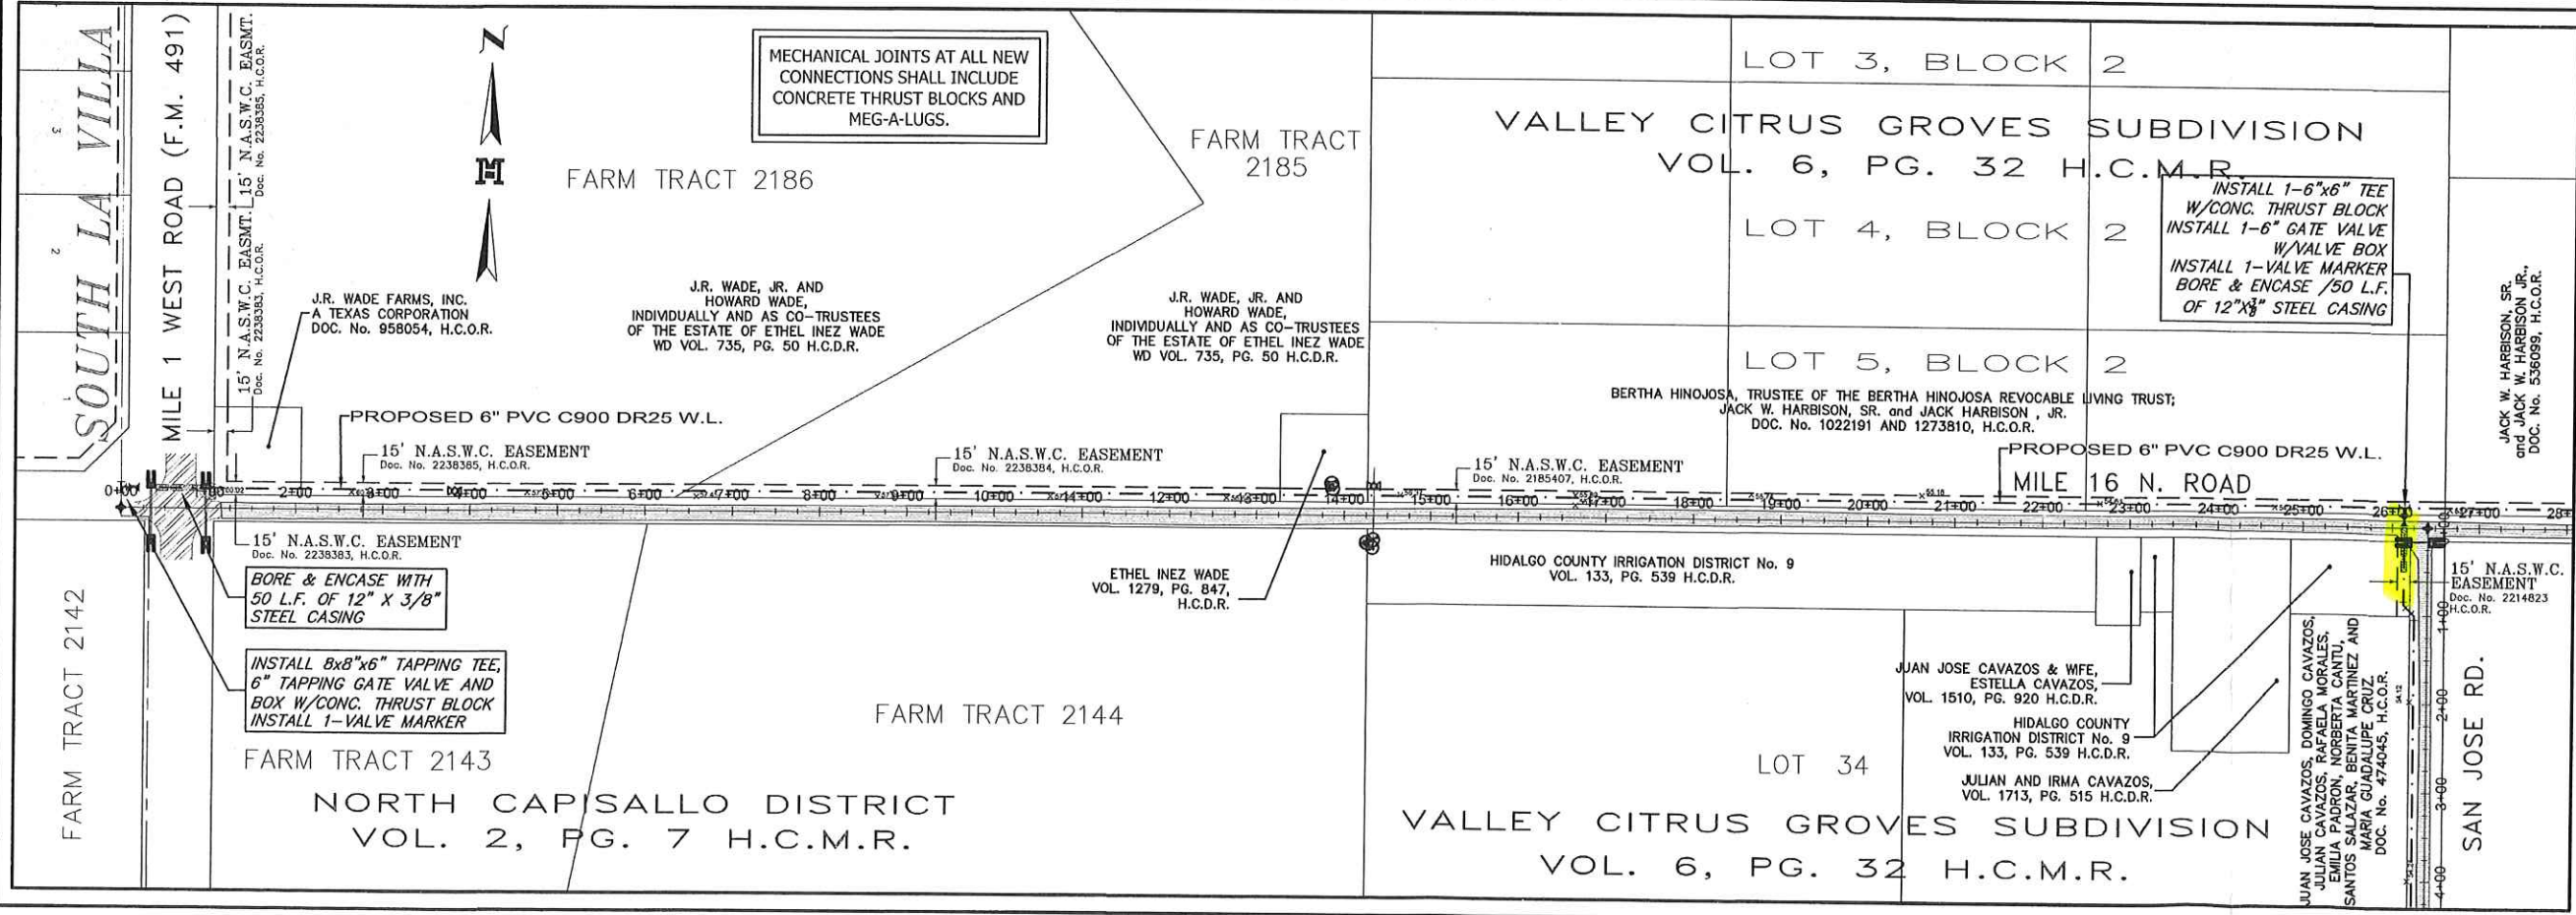 SOUTH LA VILLA
3
2
1
MILE 1 WEST ROAD (F.M. 491)
15' N.A.S.W.C. EASMT.
Doc. No. 2238385, H.C.O.R.
15' N.A.S.W.C. EASMT.
Doc. No. 2238383, H.C.O.R.
N
MECHANICAL JOINTS AT ALL NEW
CONNECTIONS SHALL INCLUDE
CONCRETE THRUST BLOCKS AND
MEG-A-LUGS.
FARM TRACT 2186
FARM TRACT
2185
LOT 3, BLOCK 2
VALLEY CITRUS GROVES SUBDIVISION
VOL. 6, PG. 32 H.C.M.R.
LOT 4, BLOCK 2
INSTALL 1-6"x6" TEE
W/CONC. THRUST BLOCK
INSTALL 1-6" GATE VALVE
W/VALVE BOX
INSTALL 1-VALVE MARKER
BORE & ENCASE /50 L.F.
OF 12"X3/8" STEEL CASING
J.R. WADE FARMS, INC.
A TEXAS CORPORATION
DOC. No. 958054, H.C.O.R.
J.R. WADE, JR. AND
HOWARD WADE,
INDIVIDUALLY AND AS CO-TRUSTEES
OF THE ESTATE OF ETHEL INEZ WADE
WD VOL. 735, PG. 50 H.C.D.R.
J.R. WADE, JR. AND
HOWARD WADE,
INDIVIDUALLY AND AS CO-TRUSTEES
OF THE ESTATE OF ETHEL INEZ WADE
WD VOL. 735, PG. 50 H.C.D.R.
LOT 5, BLOCK 2
BERTHA HINOJOSA, TRUSTEE OF THE BERTHA HINOJOSA REVOCABLE LIVING TRUST;
JACK W. HARBISON, SR. and JACK HARBISON , JR.
DOC. No. 1022191 AND 1273810, H.C.O.R.
JACK W. HARBISON, SR.
and JACK W. HARBISON JR.,
DOC. No. 536099, H.C.O.R.
PROPOSED 6" PVC C900 DR25 W.L.
15' N.A.S.W.C. EASEMENT
Doc. No. 2238385, H.C.O.R.
15' N.A.S.W.C. EASEMENT
Doc. No. 2238384, H.C.O.R.
15' N.A.S.W.C. EASEMENT
Doc. No. 2185407, H.C.O.R.
PROPOSED 6" PVC C900 DR25 W.L.
MILE 16 N. ROAD
0+00 2+00 3+00 4+00 5+00 6+00 7+00 8+00 9+00 10+00 11+00 12+00 13+00 14+00 15+00 16+00 17+00 18+00 19+00 20+00 21+00 22+00 23+00 24+00 25+00 27+00
15' N.A.S.W.C. EASEMENT
Doc. No. 2238383, H.C.O.R.
BORE & ENCASE WITH
50 L.F. OF 12" X 3/8"
STEEL CASING
INSTALL 8x8"x6" TAPPING TEE,
6" TAPPING GATE VALVE AND
BOX W/CONC. THRUST BLOCK
INSTALL 1-VALVE MARKER
FARM TRACT 2142
FARM TRACT 2143
FARM TRACT 2144
NORTH CAPISALLO DISTRICT
VOL. 2, PG. 7 H.C.M.R.
ETHEL INEZ WADE
VOL. 1279, PG. 847,
H.C.D.R.
HIDALGO COUNTY IRRIGATION DISTRICT No. 9
VOL. 133, PG. 539 H.C.D.R.
JUAN JOSE CAVAZOS & WIFE,
ESTELLA CAVAZOS,
VOL. 1510, PG. 920 H.C.D.R.
HIDALGO COUNTY
IRRIGATION DISTRICT No. 9
VOL. 133, PG. 539 H.C.D.R.
JULIAN AND IRMA CAVAZOS,
VOL. 1713, PG. 515 H.C.D.R.
LOT 34
VALLEY CITRUS GROVES SUBDIVISION
VOL. 6, PG. 32 H.C.M.R.
JUAN JOSE CAVAZOS, DOMINGO CAVAZOS,
JULIAN CAVAZOS, RAFAELA MORALES,
EMILIA PADRON, NORBERTA CANTU,
SANTOS SALAZAR, BENITA MARTINEZ AND
MARIA GUADALUPE CRUZ
DOC. No. 474045, H.C.O.R.
15' N.A.S.W.C.
EASEMENT
Doc. No. 2214823
H.C.O.R.
1+00
2+00
3+00
4+00
SAN JOSE RD.